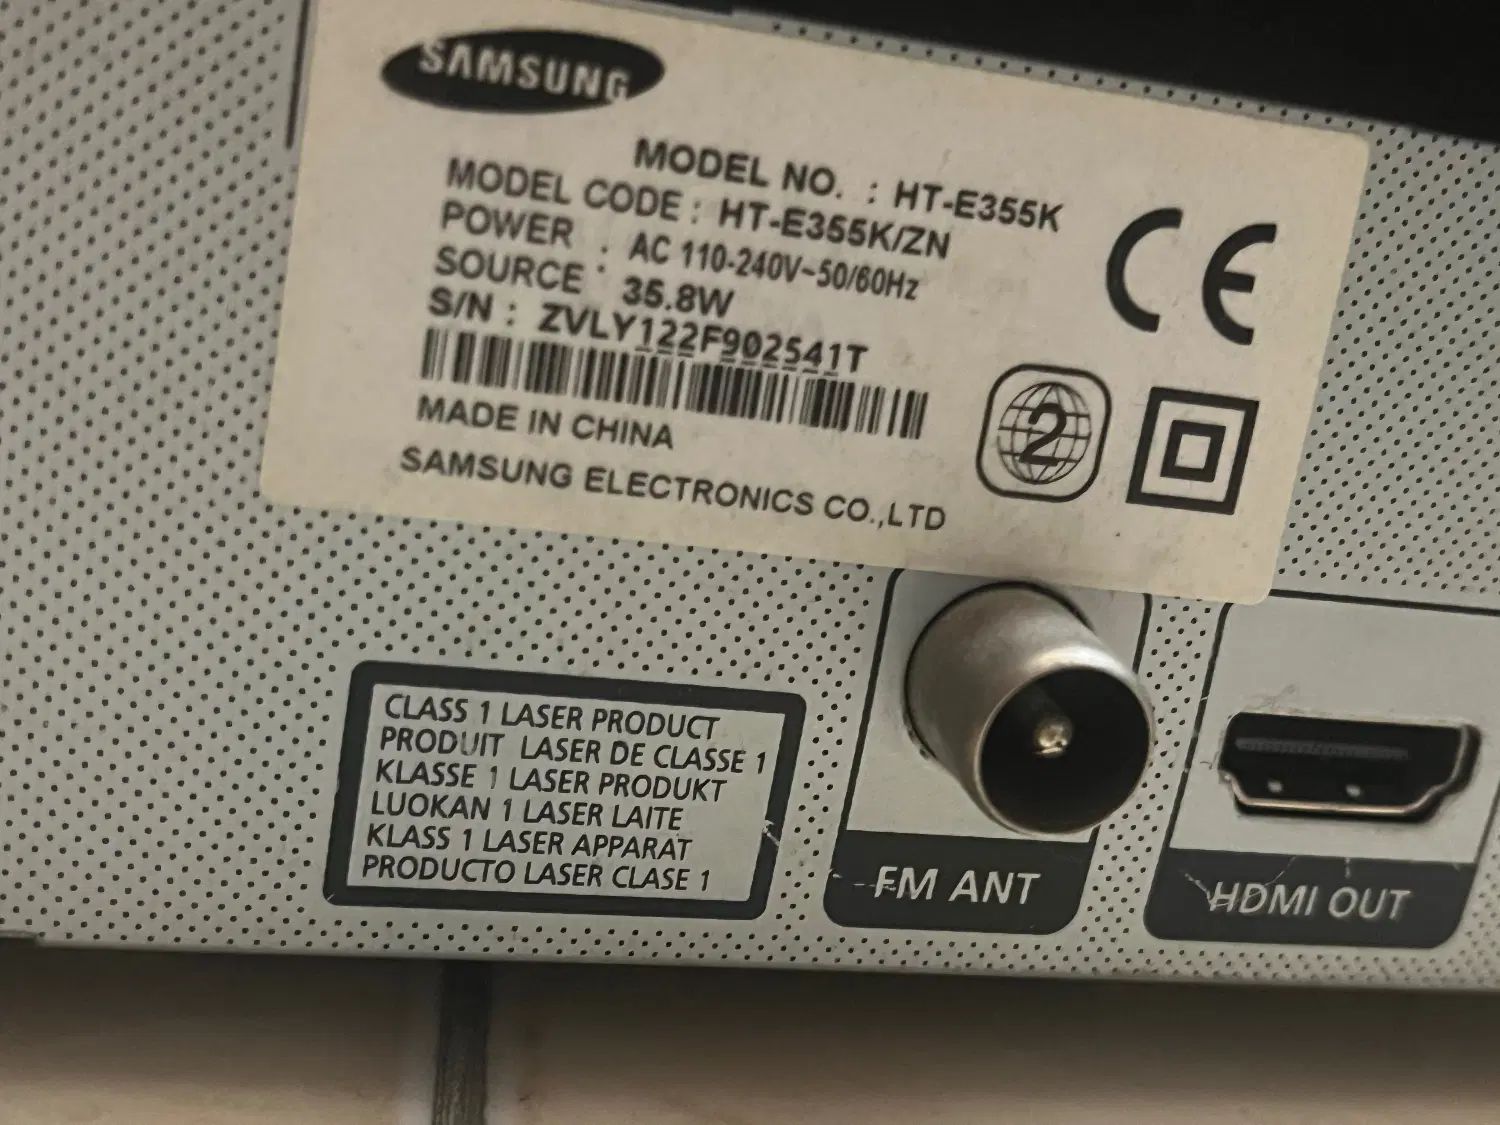 SAMSUNG
MODEL NO. : HT-E355K
MODEL CODE : HT-E355K/ZN
POWER : AC 110-240V~50/60Hz
SOURCE 35.8W
S/N : ZVLY122F902541T
MADE IN CHINA
SAMSUNG ELECTRONICS CO.,LTD
CE
2
CLASS 1 LASER PRODUCT
PRODUIT LASER DE CLASSE 1
KLASSE 1 LASER PRODUKT
LUOKAN 1 LASER LAITE
KLASS 1 LASER APPARAT
PRODUCTO LASER CLASE 1
FM ANT
HDMI OUT